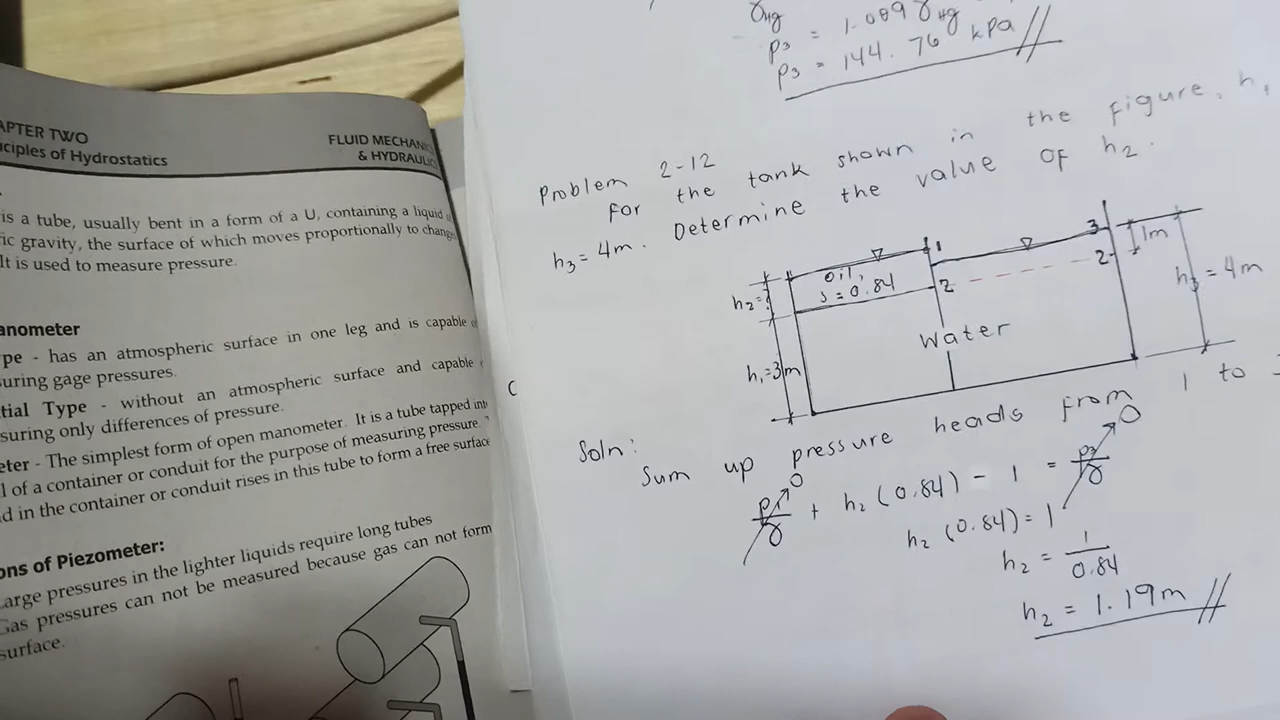 APTER TWO
ciples of Hydrostatics
FLUID MECHANIC
& HYDRAULIC
is a tube, usually bent in a form of a U, containing a liquid
ic gravity, the surface of which moves proportionally to change
It is used to measure pressure.
anometer
ype - has an atmospheric surface in one leg and is capable
suring gage pressures.
tial Type - without an atmospheric surface and capable
suring only differences of pressure.
eter - The simplest form of open manometer. It is a tube tapped into
l of a container or conduit for the purpose of measuring pressure.
d in the container or conduit rises in this tube to form a free surface
ons of Piezometer:
Large pressures in the lighter liquids require long tubes
Gas pressures can not be measured because gas can not form
surface.
γHg
P3 = 1.089 γHg
P3 = 144.76 kPa
Problem 2-12
For the tank shown in the figure, h1
h3 = 4m. Determine the value of h2.
h2=?
oil,
s = 0.84
1
2
3
2
1m
h3 = 4m
Water
h1=3m
Soln:
Sum up pressure heads from 1 to
P1/γ 0 + h2 (0.84) - 1 = P3/γ 0
h2 (0.84) = 1
h2 = 1/0.84
h2 = 1.19m